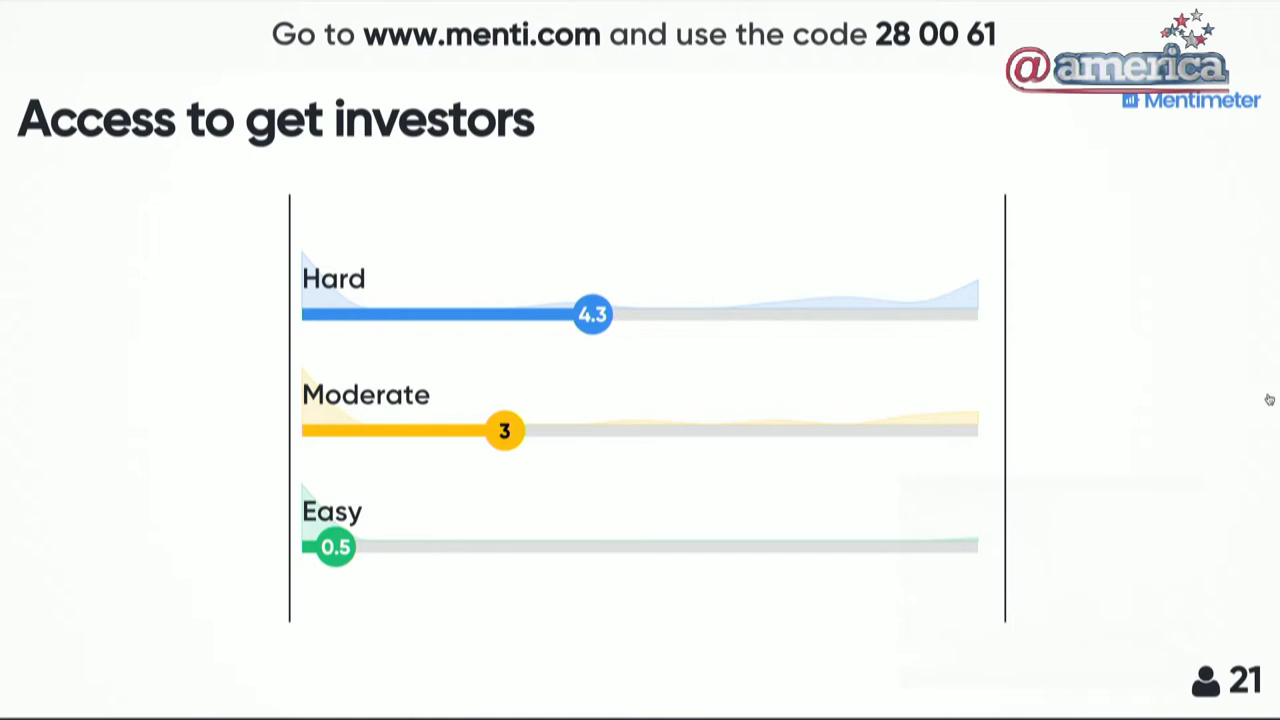 Go to www.menti.com and use the code 28 00 61
@america
Mentimeter
Access to get investors
Hard
4.3
Moderate
3
Easy
0.5
21